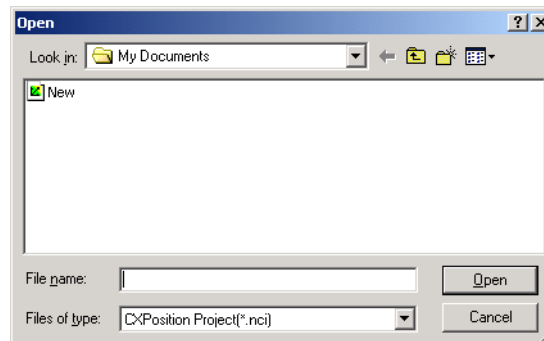 Open
Look in: My Documents
New
File name:
Open
Files of type: CXPosition Project(*.nci)
Cancel